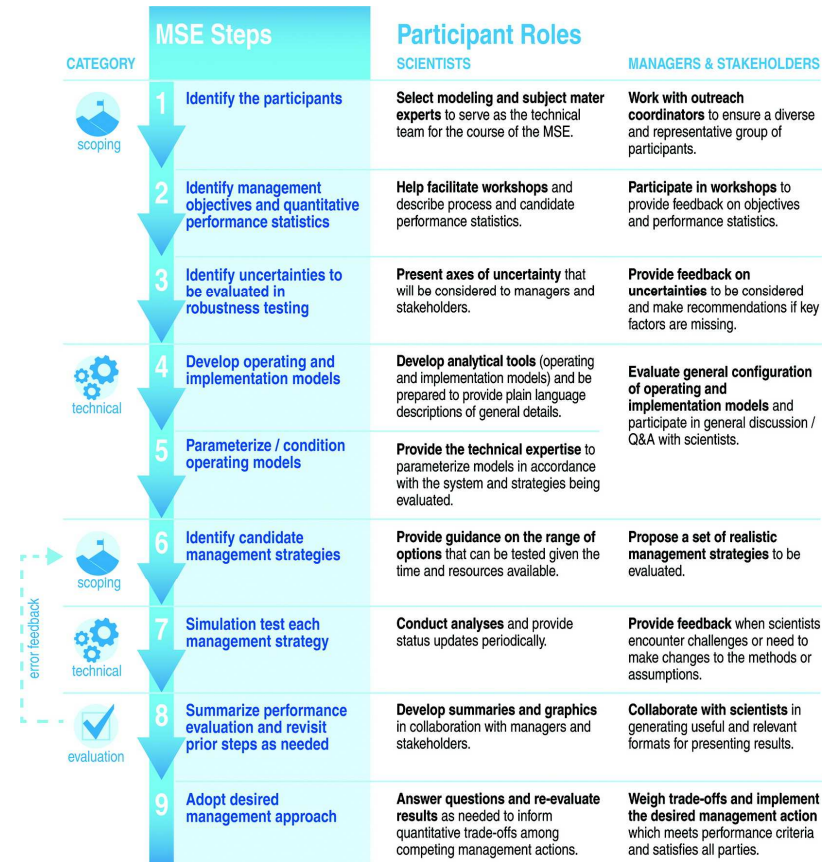 MSE Steps
Participant Roles
CATEGORY
SCIENTISTS
MANAGERS & STAKEHOLDERS
scoping
1
Identify the participants
Select modeling and subject mater
experts to serve as the technical
team for the course of the MSE.
Work with outreach
coordinators to ensure a diverse
and representative group of
participants.
2
Identify management
objectives and quantitative
performance statistics
Help facilitate workshops and
describe process and candidate
performance statistics.
Participate in workshops to
provide feedback on objectives
and performance statistics.
3
Identify uncertainties to
be evaluated in
robustness testing
Present axes of uncertainty that
will be considered to managers and
stakeholders.
Provide feedback on
uncertainties to be considered
and make recommendations if key
factors are missing.
technical
4
Develop operating and
implementation models
Develop analytical tools (operating
and implementation models) and be
prepared to provide plain language
descriptions of general details.
Evaluate general configuration
of operating and
implementation models and
participate in general discussion /
Q&A with scientists.
5
Parameterize / condition
operating models
Provide the technical expertise to
parameterize models in accordance
with the system and strategies being
evaluated.
scoping
6
Identify candidate
management strategies
Provide guidance on the range of
options that can be tested given the
time and resources available.
Propose a set of realistic
management strategies to be
evaluated.
error feedback
technical
7
Simulation test each
management strategy
Conduct analyses and provide
status updates periodically.
Provide feedback when scientists
encounter challenges or need to
make changes to the methods or
assumptions.
evaluation
8
Summarize performance
evaluation and revisit
prior steps as needed
Develop summaries and graphics
in collaboration with managers and
stakeholders.
Collaborate with scientists in
generating useful and relevant
formats for presenting results.
9
Adopt desired
management approach
Answer questions and re-evaluate
results as needed to inform
quantitative trade-offs among
competing management actions.
Weigh trade-offs and implement
the desired management action
which meets performance criteria
and satisfies all parties.